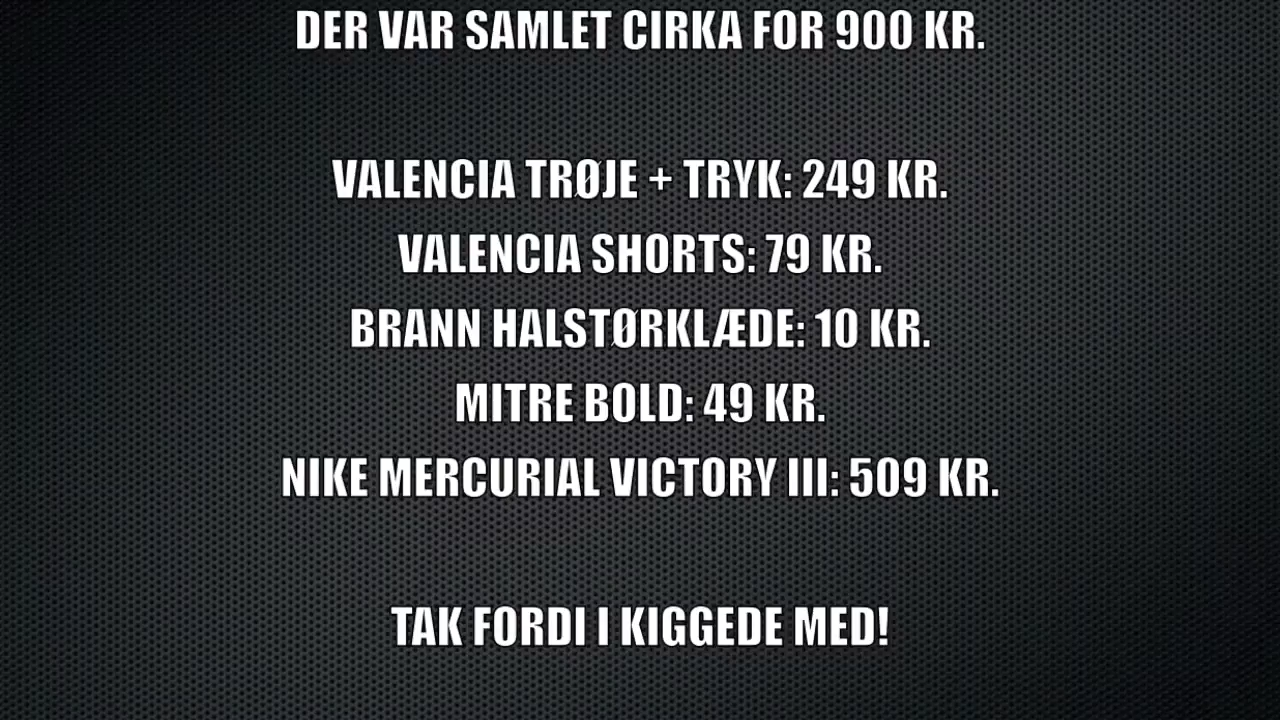 DER VAR SAMLET CIRKA FOR 900 KR.
VALENCIA TRØJE + TRYK: 249 KR.
VALENCIA SHORTS: 79 KR.
BRANN HALSTØRKLÆDE: 10 KR.
MITRE BOLD: 49 KR.
NIKE MERCURIAL VICTORY III: 509 KR.
TAK FORDI I KIGGEDE MED!